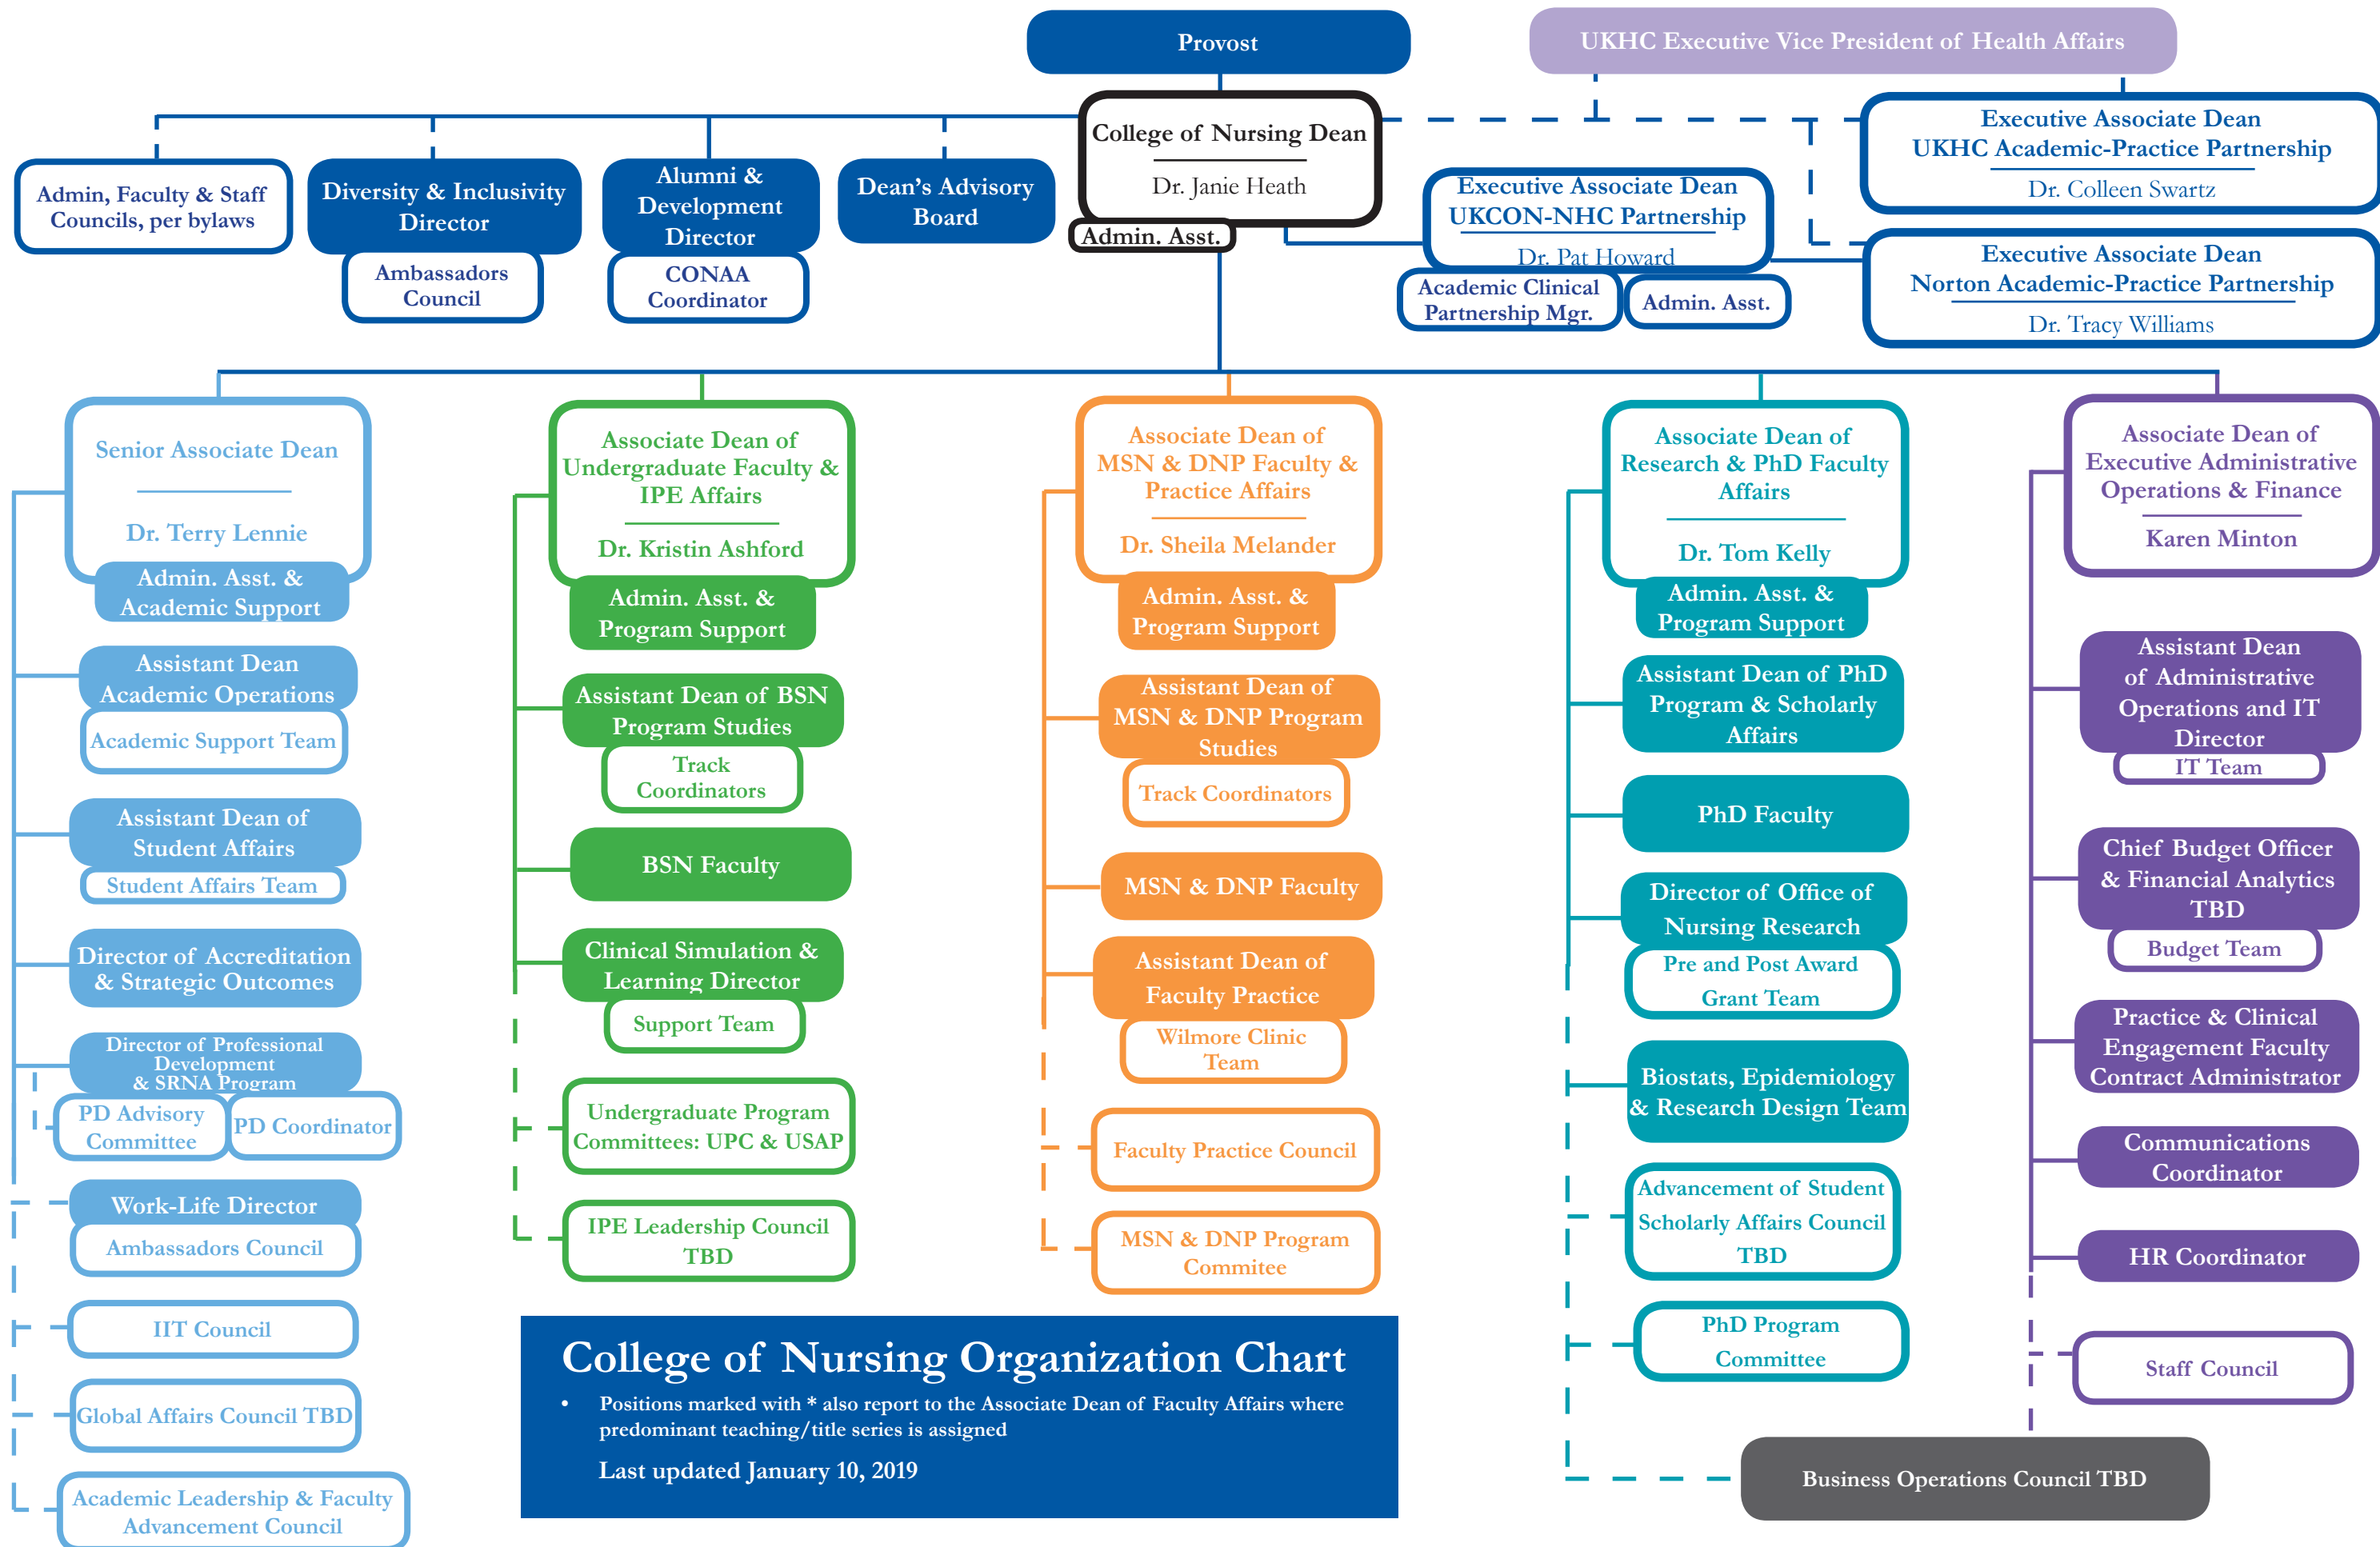 Provost
UKHC Executive Vice President of Health Affairs
College of Nursing Dean
Dr. Janie Heath
Admin. Asst.
Executive Associate Dean
UKHC Academic-Practice Partnership
Dr. Colleen Swartz
Executive Associate Dean
UKCON-NHC Partnership
Dr. Pat Howard
Academic Clinical
Partnership Mgr.
Admin. Asst.
Executive Associate Dean
Norton Academic-Practice Partnership
Dr. Tracy Williams
Admin, Faculty & Staff
Councils, per bylaws
Diversity & Inclusivity
Director
Ambassadors
Council
Alumni &
Development
Director
CONAA
Coordinator
Dean's Advisory
Board
Senior Associate Dean
Dr. Terry Lennie
Admin. Asst. &
Academic Support
Assistant Dean
Academic Operations
Academic Support Team
Assistant Dean of
Student Affairs
Student Affairs Team
Director of Accreditation
& Strategic Outcomes
Director of Professional
Development
& SRNA Program
PD Advisory
Committee
PD Coordinator
Work-Life Director
Ambassadors Council
IIT Council
Global Affairs Council TBD
Academic Leadership & Faculty
Advancement Council
Associate Dean of
Undergraduate Faculty &
IPE Affairs
Dr. Kristin Ashford
Admin. Asst. &
Program Support
Assistant Dean of BSN
Program Studies
Track
Coordinators
BSN Faculty
Clinical Simulation &
Learning Director
Support Team
Undergraduate Program
Committees: UPC & USAP
IPE Leadership Council
TBD
Associate Dean of
MSN & DNP Faculty &
Practice Affairs
Dr. Sheila Melander
Admin. Asst. &
Program Support
Assistant Dean of
MSN & DNP Program
Studies
Track Coordinators
MSN & DNP Faculty
Assistant Dean of
Faculty Practice
Wilmore Clinic
Team
Faculty Practice Council
MSN & DNP Program
Commitee
Associate Dean of
Research & PhD Faculty
Affairs
Dr. Tom Kelly
Admin. Asst. &
Program Support
Assistant Dean of PhD
Program & Scholarly
Affairs
PhD Faculty
Director of Office of
Nursing Research
Pre and Post Award
Grant Team
Biostats, Epidemiology
& Research Design Team
Advancement of Student
Scholarly Affairs Council
TBD
PhD Program
Committee
Associate Dean of
Executive Administrative
Operations & Finance
Karen Minton
Assistant Dean
of Administrative
Operations and IT
Director
IT Team
Chief Budget Officer
& Financial Analytics
TBD
Budget Team
Practice & Clinical
Engagement Faculty
Contract Administrator
Communications
Coordinator
HR Coordinator
Staff Council
Business Operations Council TBD
College of Nursing Organization Chart
• Positions marked with * also report to the Associate Dean of Faculty Affairs where
predominant teaching/title series is assigned
Last updated January 10, 2019